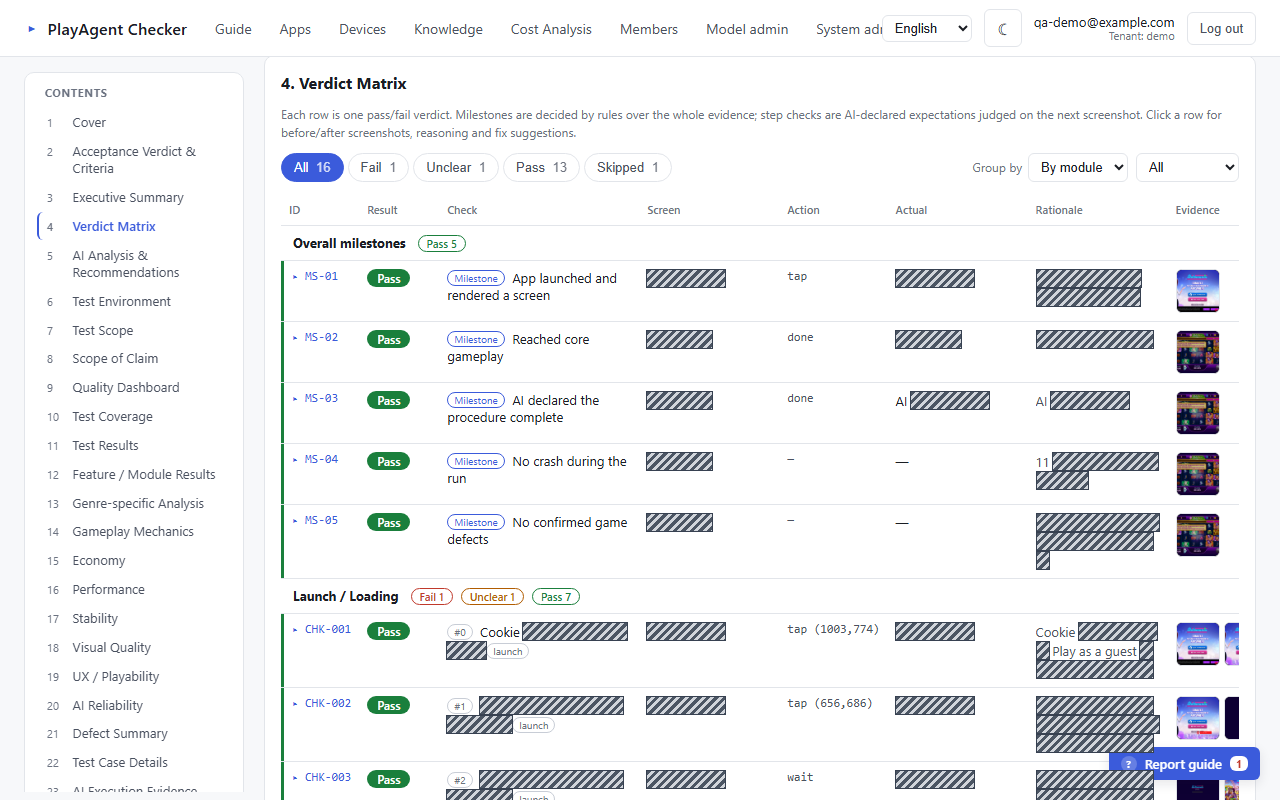 PlayAgent Checker
Guide
Apps
Devices
Knowledge
Cost Analysis
Members
Model admin
System adr
English
qa-demo@example.com
Tenant: demo
Log out
CONTENTS
1 Cover
2 Acceptance Verdict &
Criteria
3 Executive Summary
4 Verdict Matrix
5 AI Analysis &
Recommendations
6 Test Environment
7 Test Scope
8 Scope of Claim
9 Quality Dashboard
10 Test Coverage
11 Test Results
12 Feature / Module Results
13 Genre-specific Analysis
14 Gameplay Mechanics
15 Economy
16 Performance
17 Stability
18 Visual Quality
19 UX / Playability
20 AI Reliability
21 Defect Summary
22 Test Case Details
23 AI Execution Evidence
4. Verdict Matrix
Each row is one pass/fail verdict. Milestones are decided by rules over the whole evidence; step checks are AI-declared expectations judged on the next screenshot. Click a row for
before/after screenshots, reasoning and fix suggestions.
All 16
Fail 1
Unclear 1
Pass 13
Skipped 1
Group by
By module
All
ID Result Check Screen Action Actual Rationale Evidence
Overall milestones Pass 5
MS-01 Pass Milestone App launched and tap
rendered a screen
MS-02 Pass Milestone Reached core done
gameplay
MS-03 Pass Milestone AI declared the done AI AI
procedure complete
MS-04 Pass Milestone No crash during the – — 11
run
MS-05 Pass Milestone No confirmed game – —
defects
Launch / Loading Fail 1 Unclear 1 Pass 7
CHK-001 Pass #0 Cookie tap (1003,774) Cookie
launch Play as a guest
CHK-002 Pass #1 tap (656,686)
launch
CHK-003 Pass #2 wait
launch
? Report guide 1